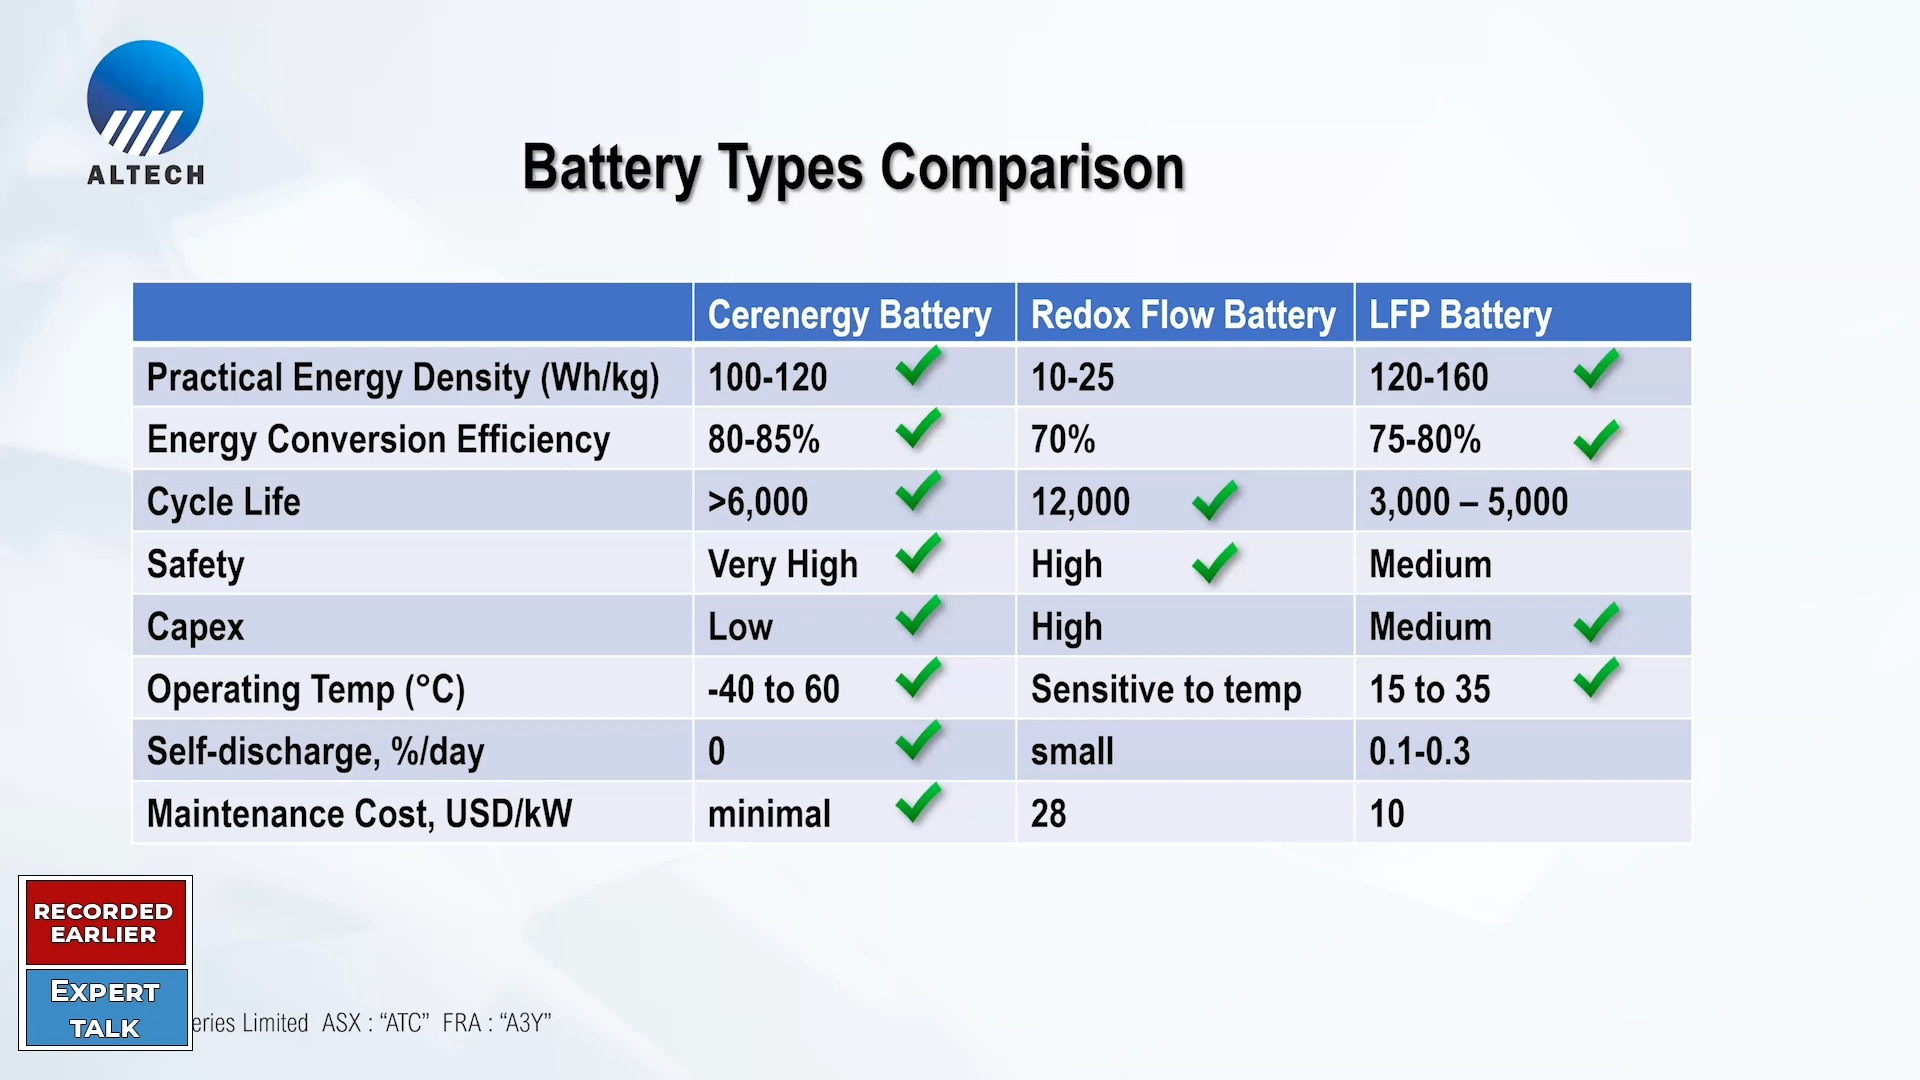 ALTECH
Battery Types Comparison
Cerenergy Battery Redox Flow Battery LFP Battery
Practical Energy Density (Wh/kg) 100-120 10-25 120-160
Energy Conversion Efficiency 80-85% 70% 75-80%
Cycle Life >6,000 12,000 3,000 – 5,000
Safety Very High High Medium
Capex Low High Medium
Operating Temp (°C) -40 to 60 Sensitive to temp 15 to 35
Self-discharge, %/day 0 small 0.1-0.3
Maintenance Cost, USD/kW minimal 28 10
RECORDED
EARLIER
EXPERT
TALK
eries Limited ASX : “ATC” FRA : “A3Y”